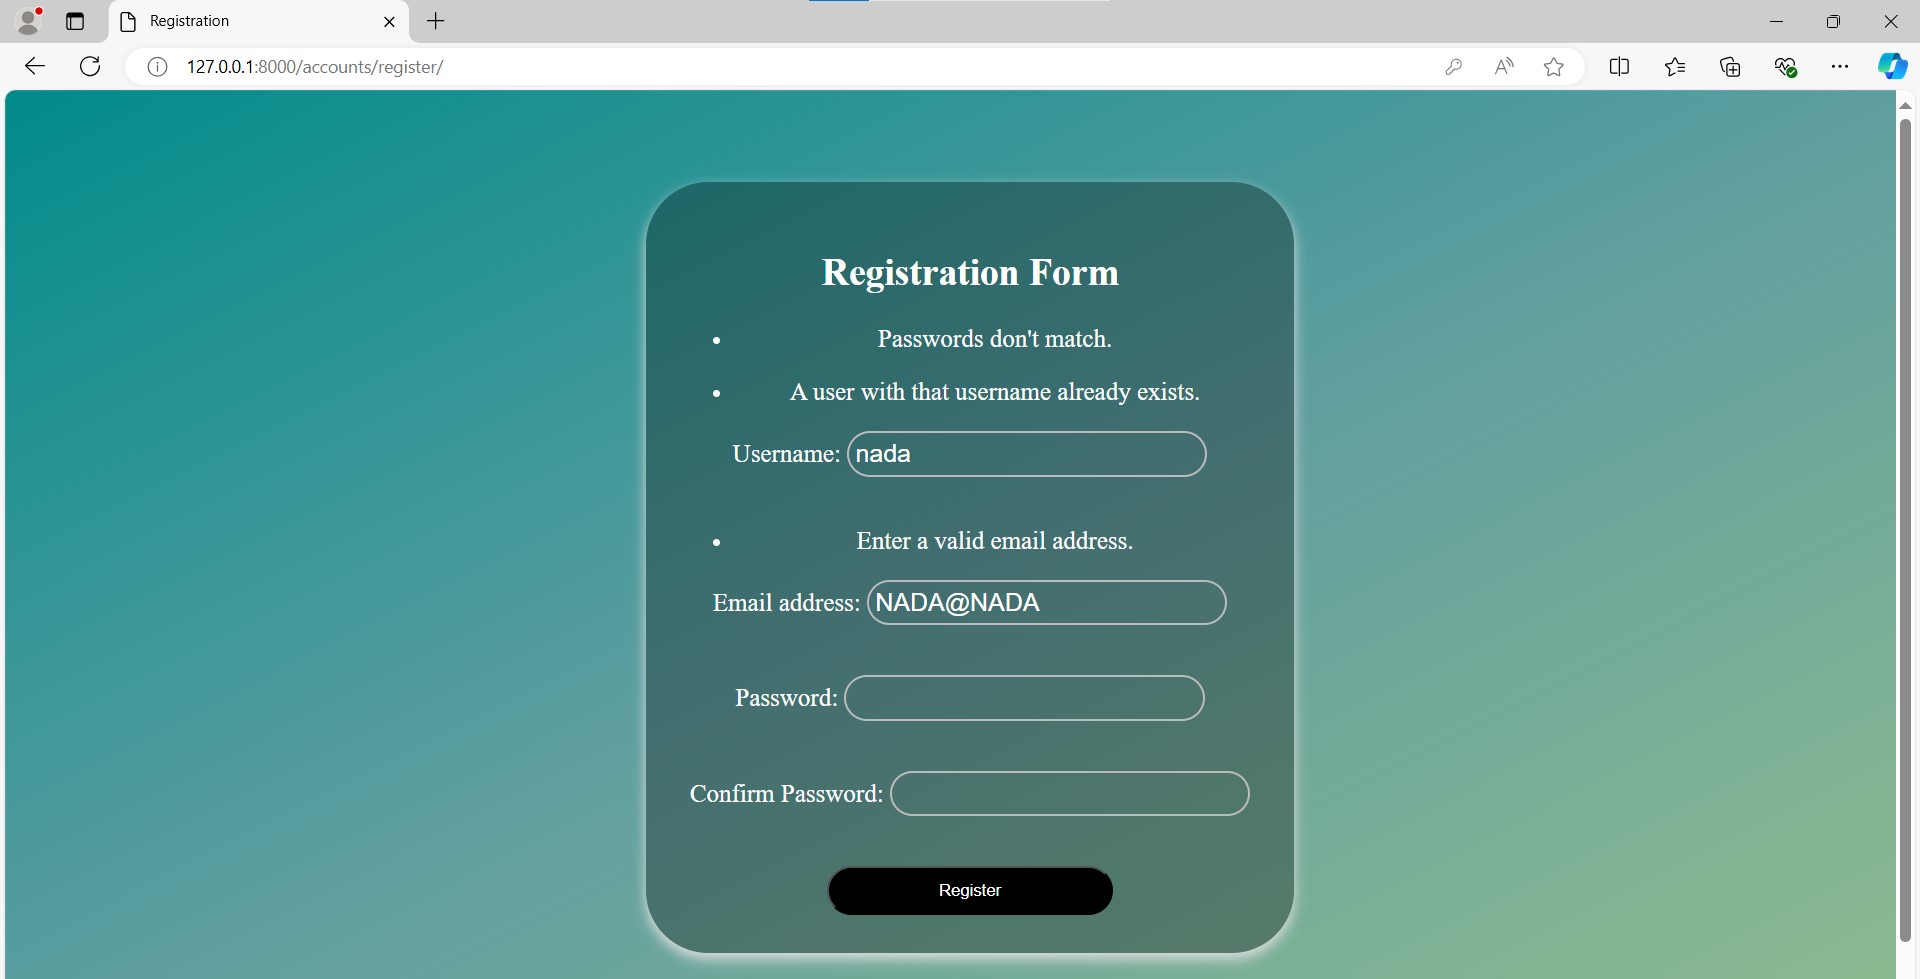 Registration
127.0.0.1:8000/accounts/register/
Registration Form
• Passwords don't match.
• A user with that username already exists.
Username: nada
• Enter a valid email address.
Email address: NADA@NADA
Password:
Confirm Password:
Register